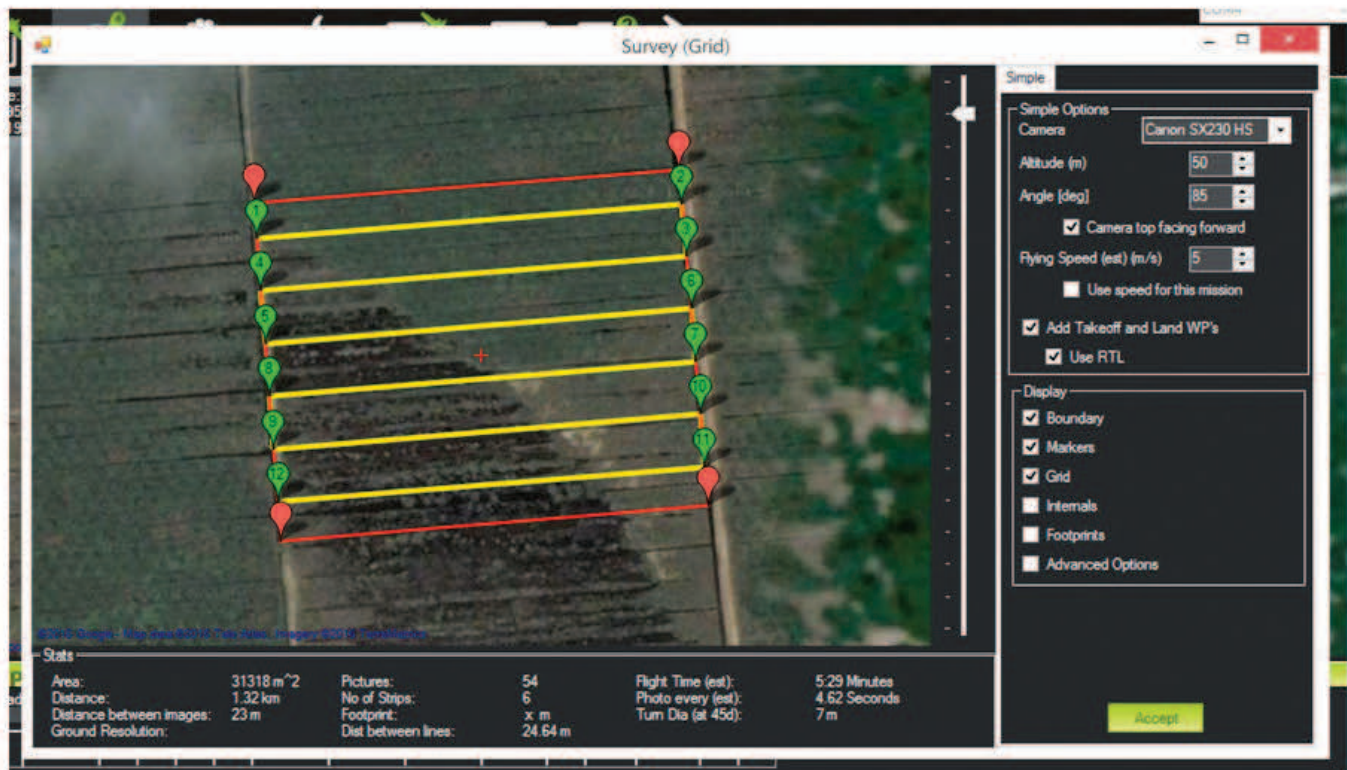 COM4
Survey (Grid)
Simple
Simple Options
Camera
Canon SX230 HS
Altitude (m)
50
Angle [deg]
85
Camera top facing forward
Flying Speed (est) (m/s)
5
Use speed for this mission
Add Takeoff and Land WP's
Use RTL
Display
Boundary
Markers
Grid
Internals
Footprints
Advanced Options
Accept
1
2
3
4
5
6
7
8
9
10
11
12
Stats
Area: 31318 m^2 Pictures: 54 Flight Time (est): 5:29 Minutes
Distance: 1.32 km No of Strips: 6 Photo every (est): 4.62 Seconds
Distance between images: 23 m Footprint: x m Turn Dia (at 45d): 7 m
Ground Resolution: Dist between lines: 24.64 m